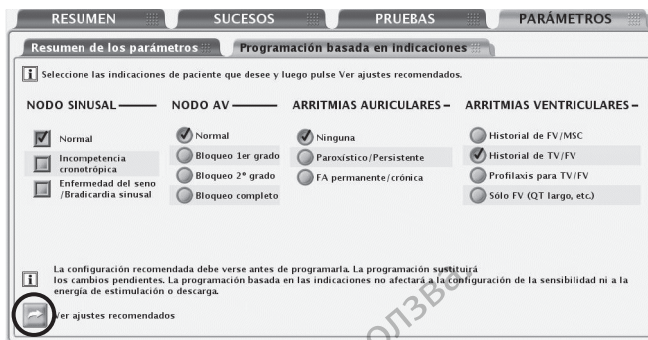 RESUMEN SUCESOS PRUEBAS PARÁMETROS
Resumen de los parámetros Programación basada en indicaciones
i Seleccione las indicaciones de paciente que desee y luego pulse Ver ajustes recomendados.
NODO SINUSAL NODO AV ARRITMIAS AURICULARES ARRITMIAS VENTRICULARES
Normal Normal Ninguna Historial de FV/MSC
Incompetencia
cronotrópica
Bloqueo 1er grado Paroxístico/Persistente Historial de TV/FV
Enfermedad del seno
/Bradicardia sinusal
Bloqueo 2° grado FA permanente/crónica Profilaxis para TV/FV
Bloqueo completo Sólo FV (QT largo, etc.)
i La configuración recomendada debe verse antes de programarla. La programación sustituirá
los cambios pendientes. La programación basada en las indicaciones no afectará a la configuración de la sensibilidad ni a la
energía de estimulación o descarga.
Ver ajustes recomendados